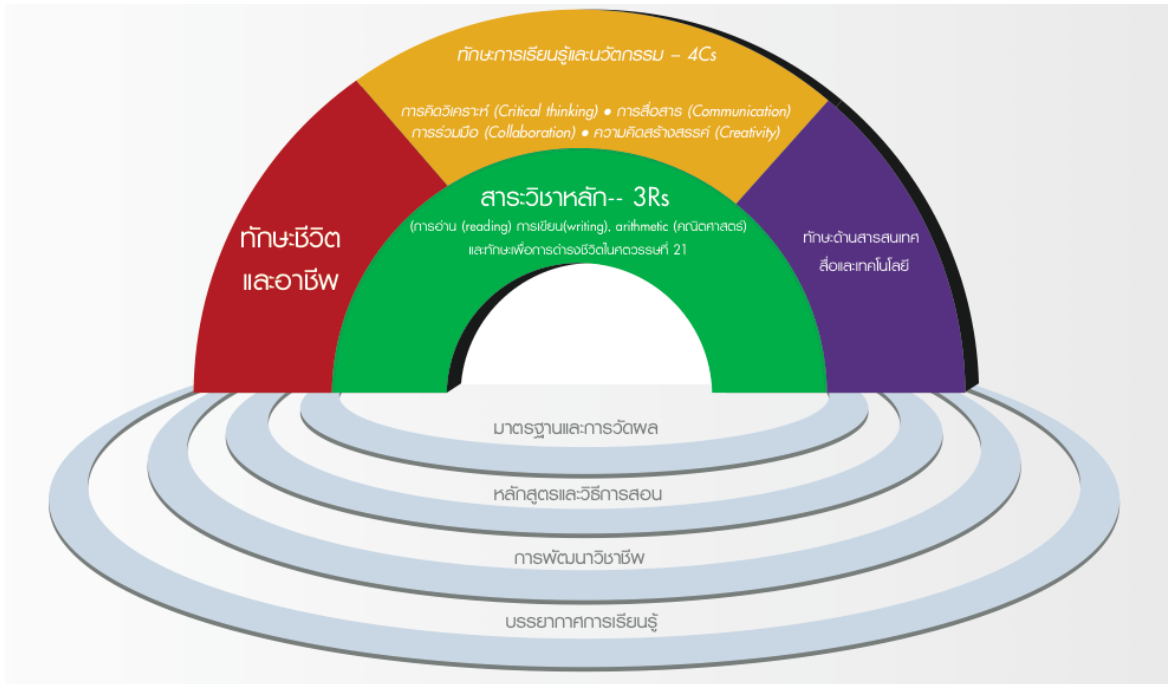 ทักษะการเรียนรู้และนวัตกรรม – 4Cs
การคิดวิเคราะห์ (Critical thinking) ● การสื่อสาร (Communication)
การร่วมมือ (Collaboration) ● ความคิดสร้างสรรค์ (Creativity)
สาระวิชาหลัก-- 3Rs
(การอ่าน (reading) การเขียน(writing), arithmetic (คณิตศาสตร์)
และทักษะเพื่อการดำรงชีวิตในศตวรรษที่ 21
ทักษะชีวิต
และอาชีพ
ทักษะด้านสารสนเทศ
สื่อและเทคโนโลยี
มาตรฐานและการวัดผล
หลักสูตรและวิธีการสอน
การพัฒนาวิชาชีพ
บรรยากาศการเรียนรู้